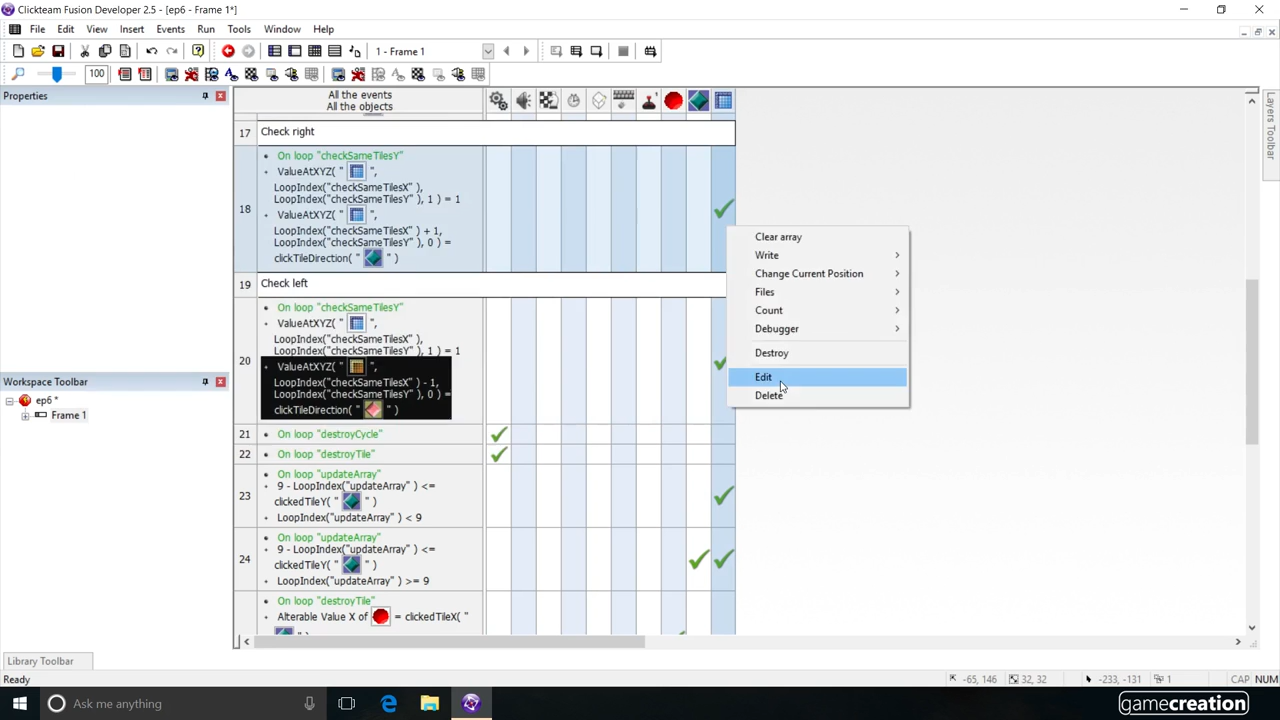 Clickteam Fusion Developer 2.5 - [ep6 - Frame 1*]
File Edit View Insert Events Run Tools Window Help
1 - Frame 1
100
Properties
All the events
All the objects
Layers Toolbar
17 Check right
18
On loop "checkSameTilesY"
ValueAtXYZ( " ",
LoopIndex("checkSameTilesX" ),
LoopIndex("checkSameTilesY" ), 1 ) = 1
ValueAtXYZ( " ",
LoopIndex("checkSameTilesX" ) + 1,
LoopIndex("checkSameTilesY" ), 0 ) =
clickTileDirection( " " )
19 Check left
20
On loop "checkSameTilesY"
ValueAtXYZ( " ",
LoopIndex("checkSameTilesX" ),
LoopIndex("checkSameTilesY" ), 1 ) = 1
ValueAtXYZ( " ",
LoopIndex("checkSameTilesX" ) - 1,
LoopIndex("checkSameTilesY" ), 0 ) =
clickTileDirection( " " )
21 On loop "destroyCycle"
22 On loop "destroyTile"
23
On loop "updateArray"
9 - LoopIndex("updateArray" ) <=
clickedTileY( " " )
LoopIndex("updateArray" ) < 9
24
On loop "updateArray"
9 - LoopIndex("updateArray" ) <=
clickedTileY( " " )
LoopIndex("updateArray" ) >= 9
On loop "destroyTile"
Alterable Value X of = clickedTileX( "
Clear array
Write
Change Current Position
Files
Count
Debugger
Destroy
Edit
Delete
Workspace Toolbar
ep6 *
Frame 1
Library Toolbar
Ready
-65, 146
32, 32
-233, -131
1
CAP NUM
Ask me something
gamecreation